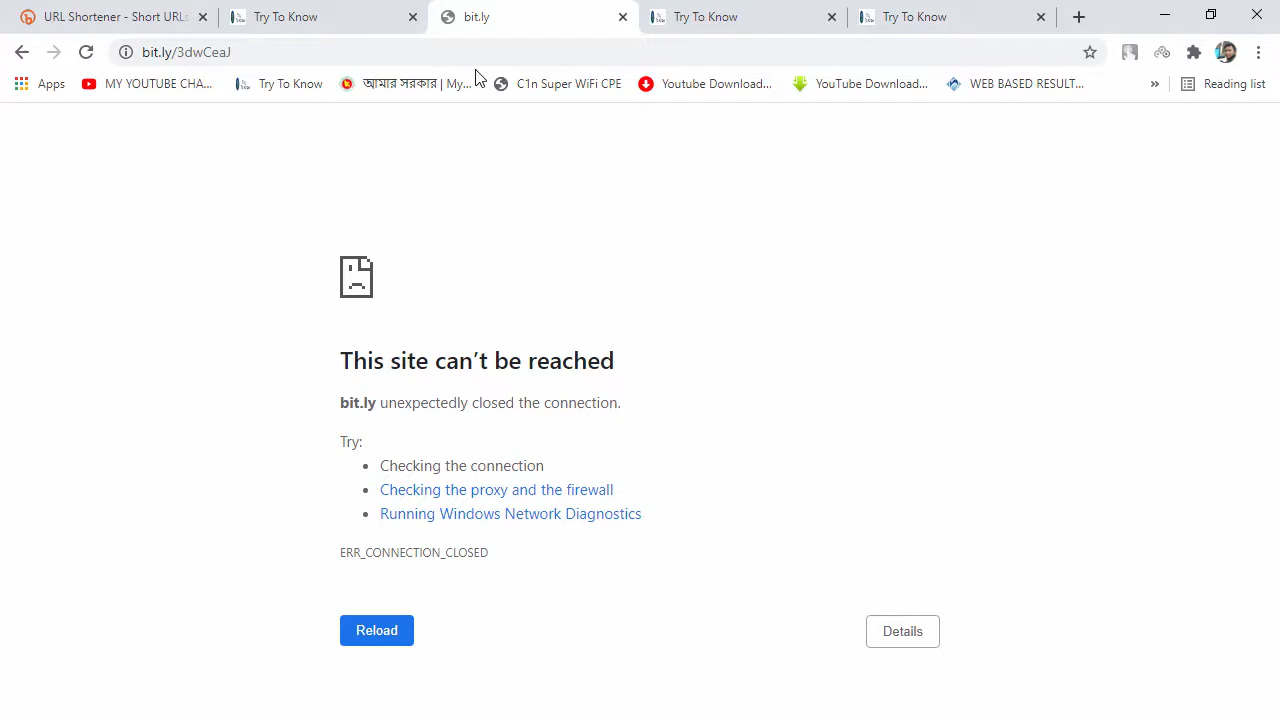 URL Shortener - Short URLs
Try To Know
bit.ly
Try To Know
Try To Know
bit.ly/3dwCeaJ
Apps
MY YOUTUBE CHA...
Try To Know
আমার সরকার | My...
C1n Super WiFi CPE
Youtube Download...
YouTube Download...
WEB BASED RESULT...
»
Reading list
This site can’t be reached
bit.ly unexpectedly closed the connection.
Try:
• Checking the connection
• Checking the proxy and the firewall
• Running Windows Network Diagnostics
ERR_CONNECTION_CLOSED
Reload
Details